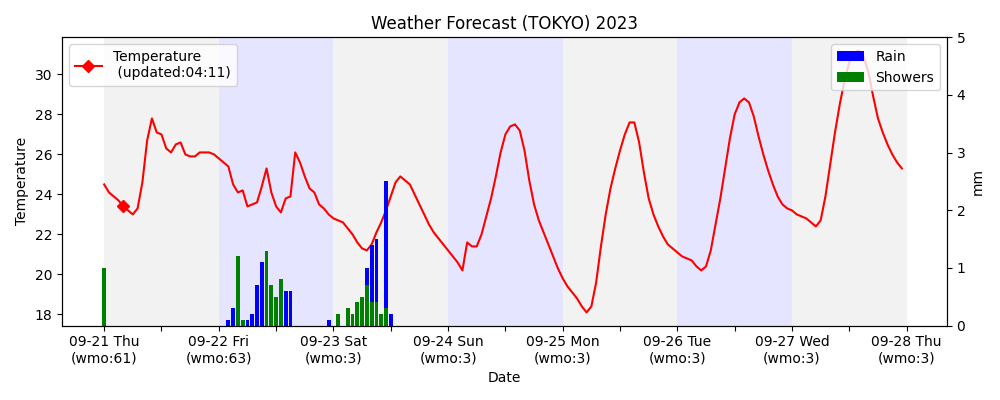 Weather Forecast (TOKYO) 2023
Temperature
(updated:04:11)
Rain
Showers
Temperature
30
28
26
24
22
20
18
5
4
3
2
1
0
mm
09-21 Thu
(wmo:61)
09-22 Fri
(wmo:63)
09-23 Sat
(wmo:3)
09-24 Sun
(wmo:3)
09-25 Mon
(wmo:3)
09-26 Tue
(wmo:3)
09-27 Wed
(wmo:3)
09-28 Thu
(wmo:3)
Date